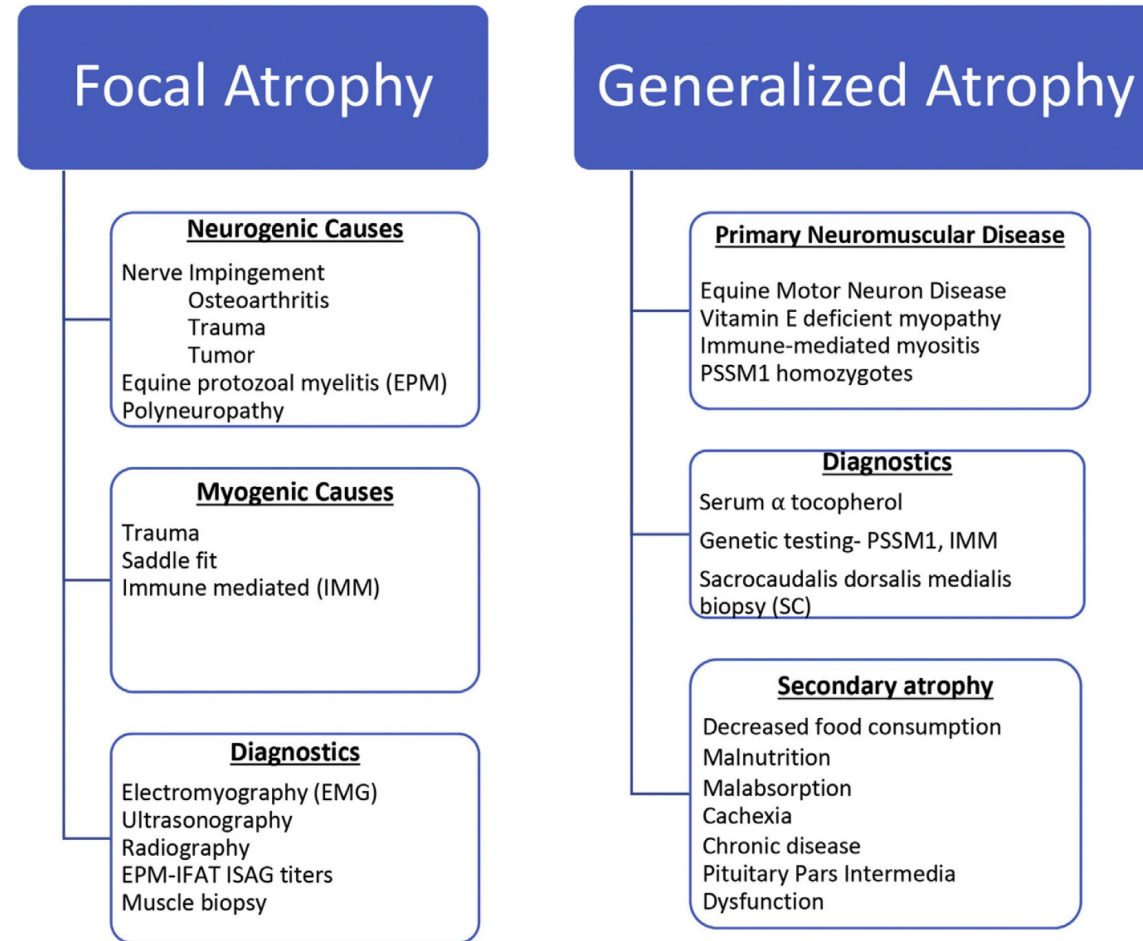 Focal Atrophy
Neurogenic Causes
Nerve Impingement
Osteoarthritis
Trauma
Tumor
Equine protozoal myelitis (EPM)
Polyneuropathy
Myogenic Causes
Trauma
Saddle fit
Immune mediated (IMM)
Diagnostics
Electromyography (EMG)
Ultrasonography
Radiography
EPM-IFAT ISAG titers
Muscle biopsy
Generalized Atrophy
Primary Neuromuscular Disease
Equine Motor Neuron Disease
Vitamin E deficient myopathy
Immune-mediated myositis
PSSM1 homozygotes
Diagnostics
Serum α tocopherol
Genetic testing- PSSM1, IMM
Sacrocaudalis dorsalis medialis
biopsy (SC)
Secondary atrophy
Decreased food consumption
Malnutrition
Malabsorption
Cachexia
Chronic disease
Pituitary Pars Intermedia
Dysfunction